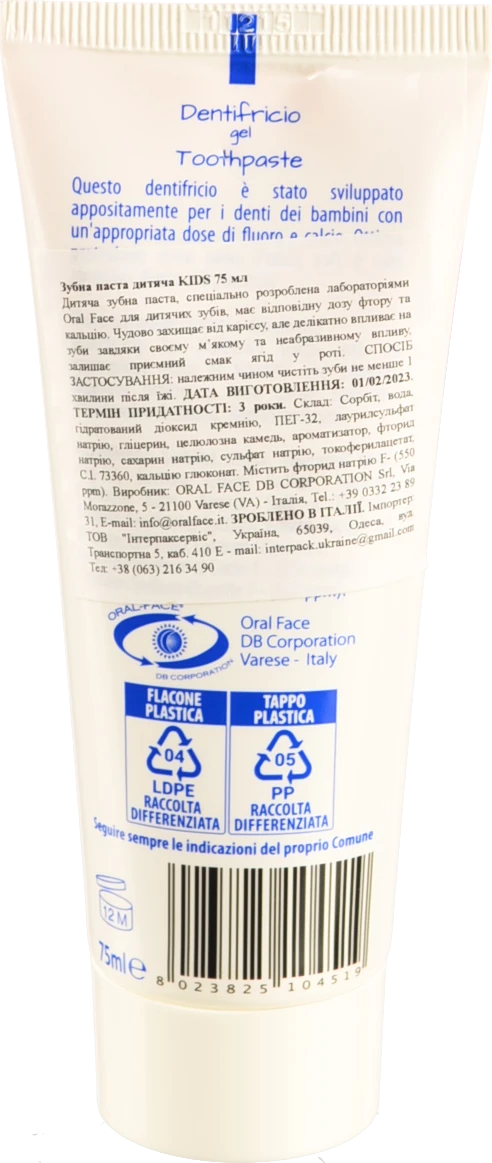 Dentifricio
gel
Toothpaste
Questo dentifricio è stato sviluppato
appositamente per i denti dei bambini con
un'appropriata dose di fluoro e calcio.
Зубна паста дитяча KIDS 75 мл
Дитяча зубна паста, спеціально розроблена лабораторіями
Oral Face для дитячих зубів, має відповідну дозу фтору та
кальцію. Чудово захищає від карієсу, але делікатно впливає на
зуби завдяки своєму м'якому та неабразивному впливу,
залишає приємний смак ягід у роті. СПОСІБ
ЗАСТОСУВАННЯ: належним чином чистіть зуби не менше 1
хвилини після їжі. ДАТА ВИГОТОВЛЕННЯ: 01/02/2023.
ТЕРМІН ПРИДАТНОСТІ: 3 роки. Склад: Сорбіт, вода,
гідратований діоксид кремнію, ПЕГ-32, лаурилсульфат
натрію, гліцерин, целюлозна камедь, ароматизатор, фторид
натрію, сахарин натрію, сульфат натрію, токоферилацетат,
C.I. 73360, кальцію глюконат. Містить фторид натрію F- (550
ppm). Виробник: ORAL FACE DB CORPORATION Srl, Via
Morazzone, 5 - 21100 Varese (VA) - Італія, Tel.: +39 0332 23 89
31, E-mail: info@oralface.it. ЗРОБЛЕНО В ІТАЛІЇ. Імпортер:
ТОВ "Інтерпаксервіс", Україна, 65039, Одеса, вул.
Транспортна 5, каб. 410 E - mail: interpack.ukraine@gmail.com
Тел: +38 (063) 216 34 90
ORAL-FACE®
DB CORPORATION
Oral Face
DB Corporation
Varese - Italy
FLACONE
PLASTICA
04
LDPE
RACCOLTA
DIFFERENZIATA
TAPPO
PLASTICA
05
PP
RACCOLTA
DIFFERENZIATA
Seguire sempre le indicazioni del proprio Comune
12 M
75ml e
8 023825 104519